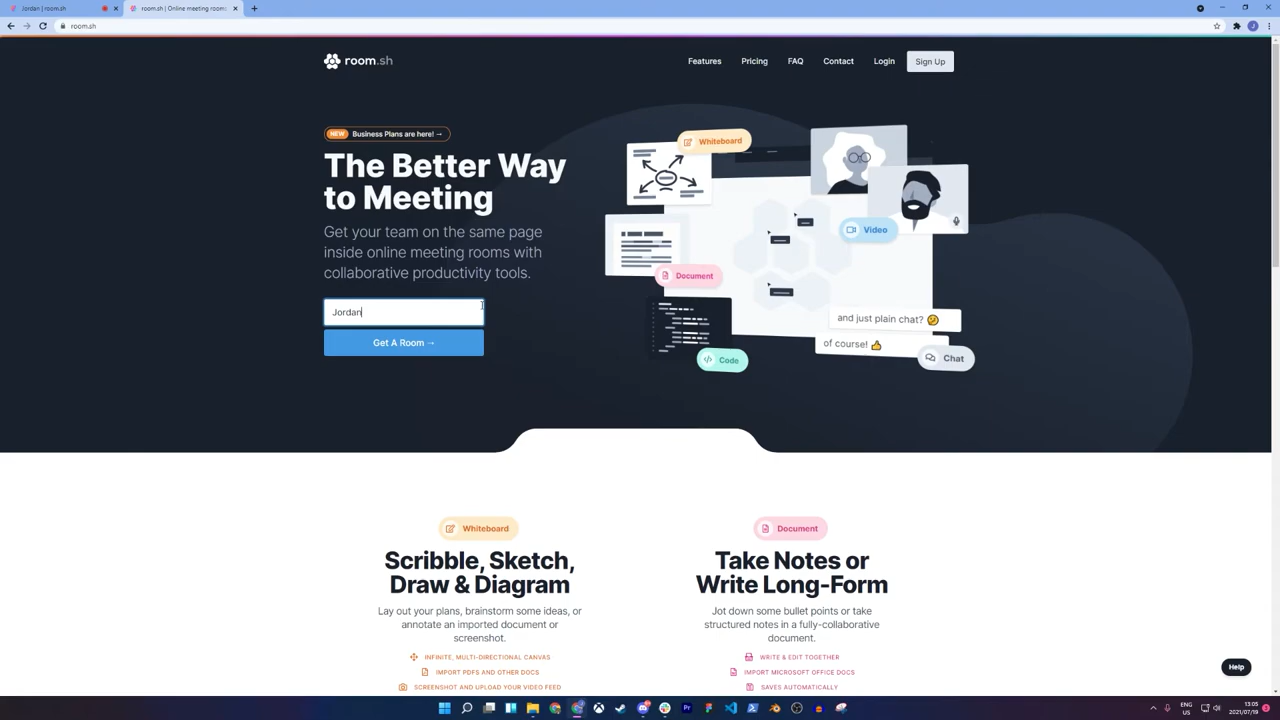 Jordan | room.sh
room.sh | Online meeting rooms
room.sh
room.sh
Features
Pricing
FAQ
Contact
Login
Sign Up
NEW Business Plans are here! →
The Better Way
to Meeting
Get your team on the same page
inside online meeting rooms with
collaborative productivity tools.
Jordan
Get A Room →
Whiteboard
Video
Document
Code
and just plain chat?
of course!
Chat
Whiteboard
Scribble, Sketch,
Draw & Diagram
Lay out your plans, brainstorm some ideas, or
annotate an imported document or
screenshot.
INFINITE, MULTI-DIRECTIONAL CANVAS
IMPORT PDFS AND OTHER DOCS
SCREENSHOT AND UPLOAD YOUR VIDEO FEED
Document
Take Notes or
Write Long-Form
Jot down some bullet points or take
structured notes in a fully-collaborative
document.
WRITE & EDIT TOGETHER
IMPORT MICROSOFT OFFICE DOCS
SAVES AUTOMATICALLY
Help
ENG
US
13:05
2021/07/19